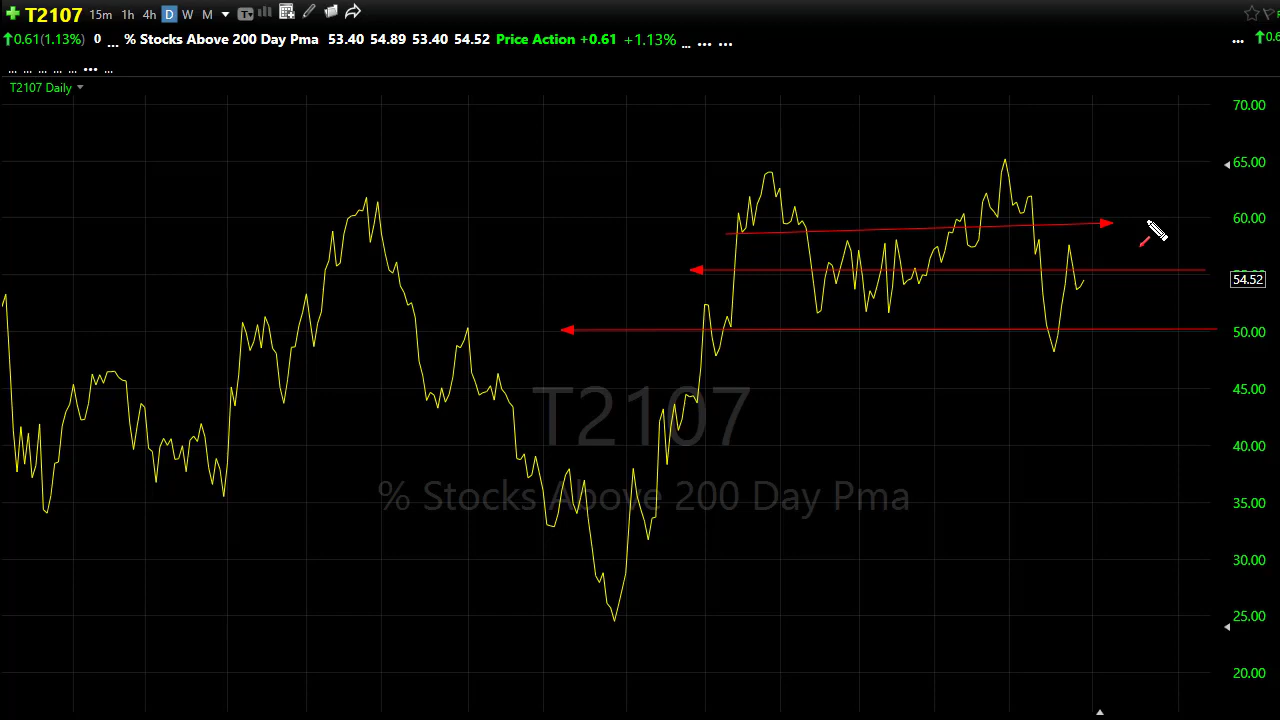 T2107 15m 1h 4h D W M
0.61(1.13%) 0 ... % Stocks Above 200 Day Pma 53.40 54.89 53.40 54.52 Price Action +0.61 +1.13% ... ... ... ... 0.6
... ... ... ... ... ... ...
T2107 Daily
70.00
65.00
60.00
54.52
50.00
45.00
T2107
40.00
% Stocks Above 200 Day Pma
35.00
30.00
25.00
20.00